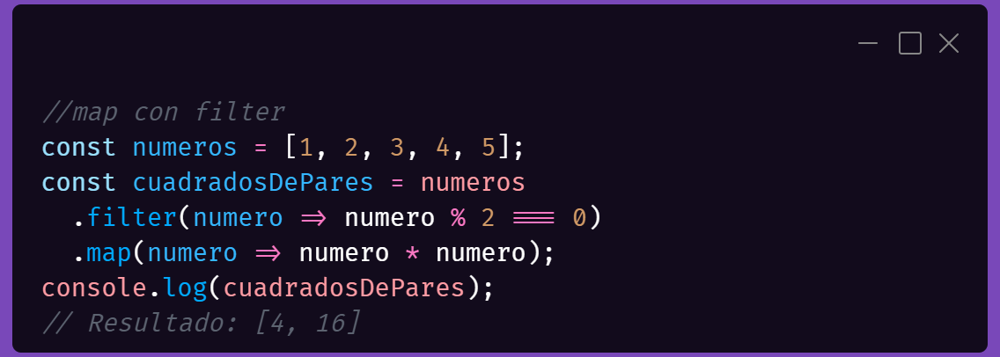 //map con filter
const numeros = [1, 2, 3, 4, 5];
const cuadradosDePares = numeros
  .filter(numero => numero % 2 === 0)
  .map(numero => numero * numero);
console.log(cuadradosDePares);
// Resultado: [4, 16]